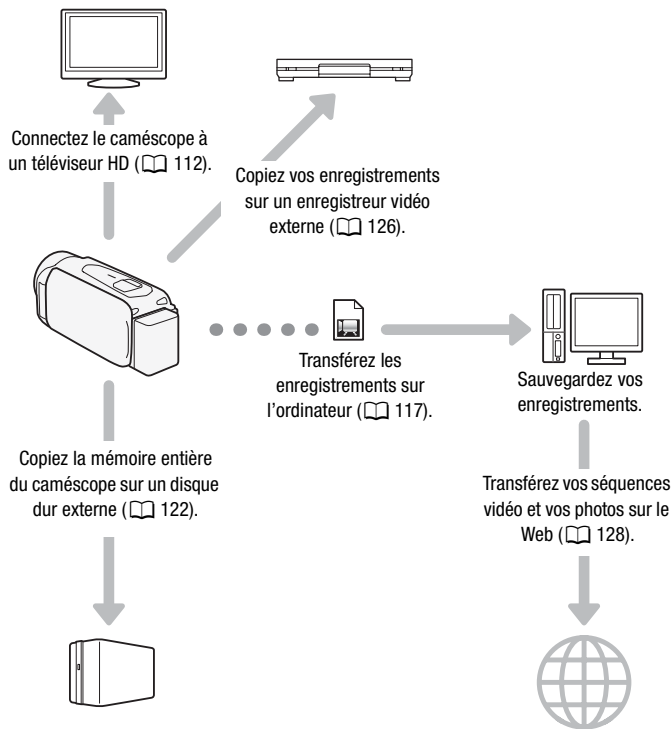 Connectez le caméscope à
un téléviseur HD (112).
Copiez vos enregistrements
sur un enregistreur vidéo
externe (126).
Transférez les
enregistrements sur
l'ordinateur (117).
Sauvegardez vos
enregistrements.
Copiez la mémoire entière
du caméscope sur un disque
dur externe (122).
Transférez vos séquences
vidéo et vos photos sur le
Web (128).